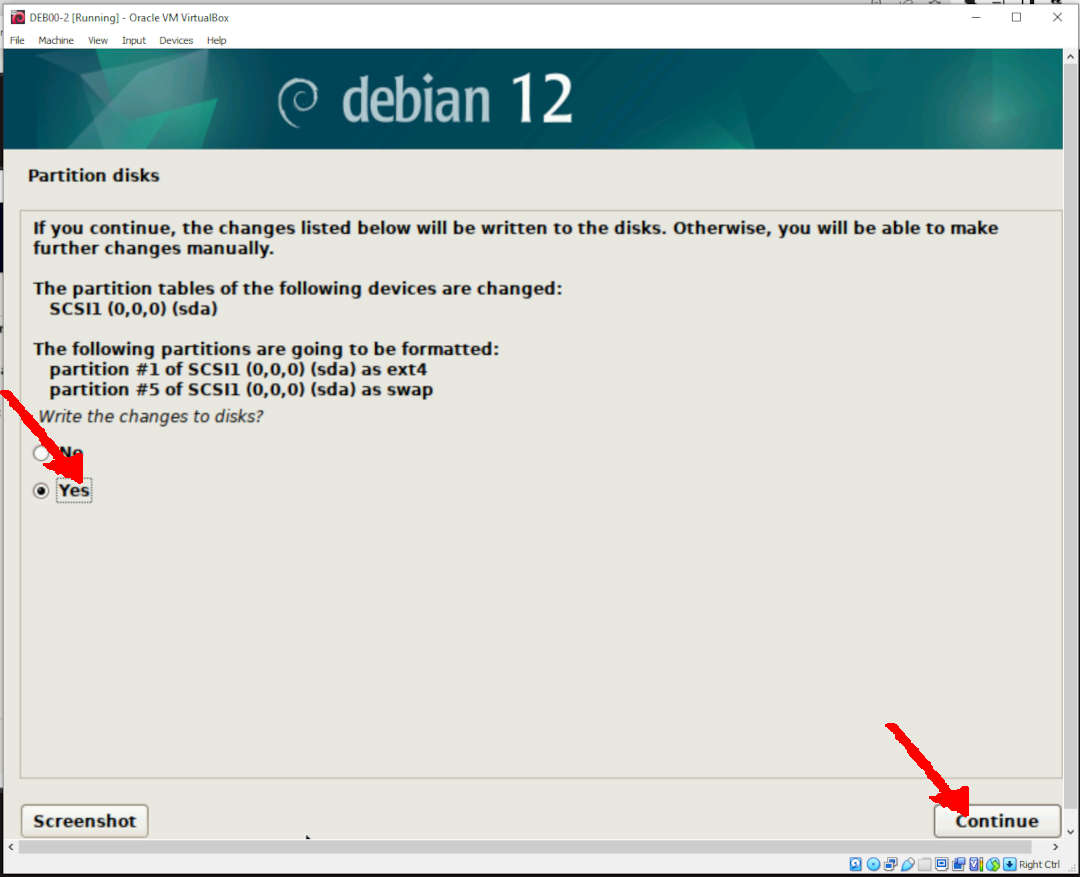 DEB00-2 [Running] - Oracle VM VirtualBox
File Machine View Input Devices Help
debian 12
Partition disks
If you continue, the changes listed below will be written to the disks. Otherwise, you will be able to make
further changes manually.
The partition tables of the following devices are changed:
SCSI1 (0,0,0) (sda)
The following partitions are going to be formatted:
partition #1 of SCSI1 (0,0,0) (sda) as ext4
partition #5 of SCSI1 (0,0,0) (sda) as swap
Write the changes to disks?
No
Yes
Screenshot
Continue
Right Ctrl